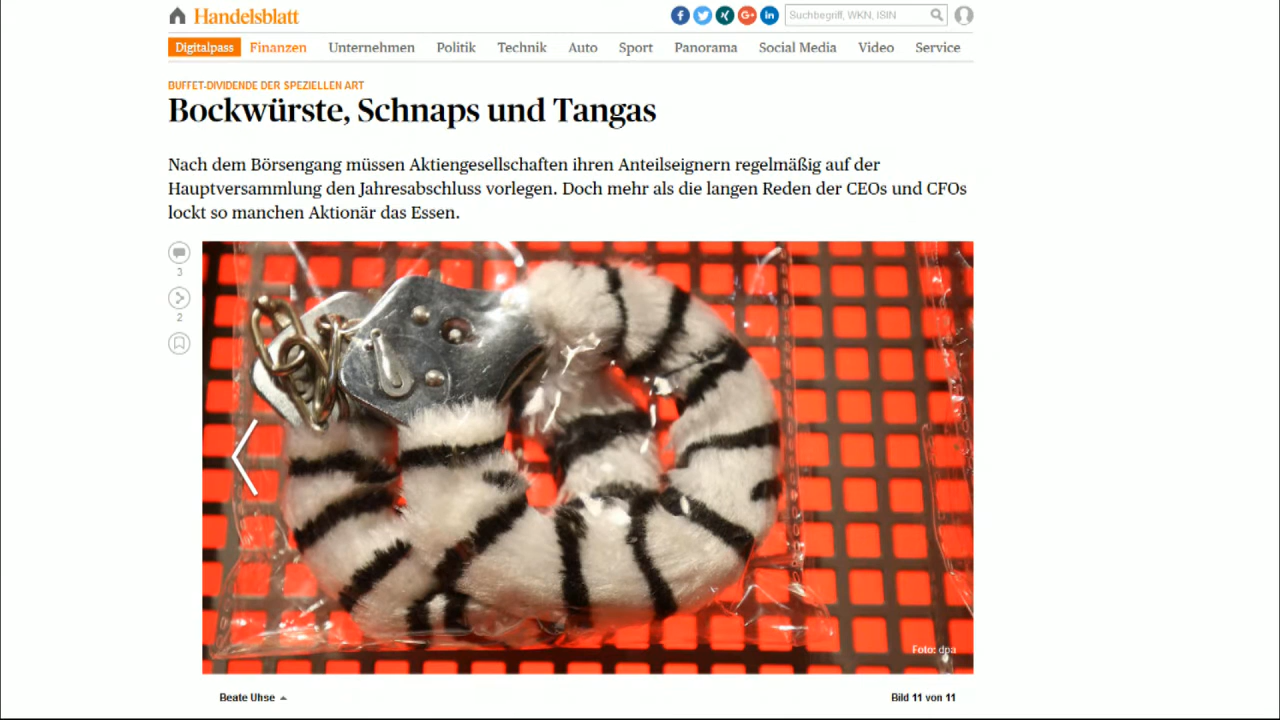 Handelsblatt
Suchbegriff, WKN, ISIN
Digitalpass Finanzen Unternehmen Politik Technik Auto Sport Panorama Social Media Video Service
BUFFET-DIVIDENDE DER SPEZIELLEN ART
Bockwürste, Schnaps und Tangas
Nach dem Börsengang müssen Aktiengesellschaften ihren Anteilseignern regelmäßig auf der
Hauptversammlung den Jahresabschluss vorlegen. Doch mehr als die langen Reden der CEOs und CFOs
lockt so manchen Aktionär das Essen.
3
2
Foto: dpa
Beate Uhse
Bild 11 von 11